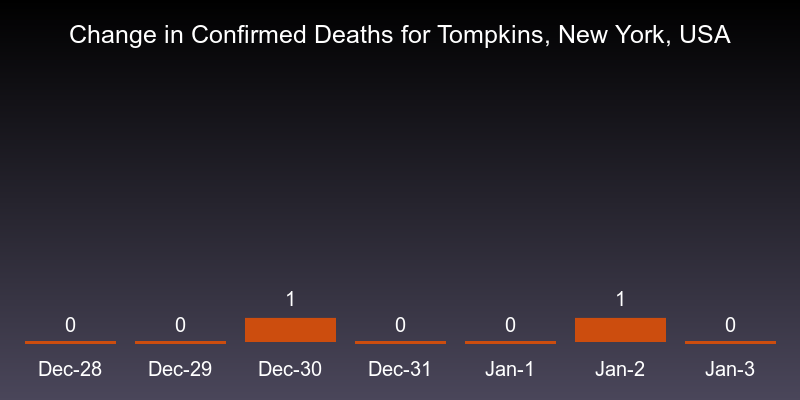 Change in Confirmed Deaths for Tompkins, New York, USA
0 0 1 0 0 1 0
Dec-28 Dec-29 Dec-30 Dec-31 Jan-1 Jan-2 Jan-3